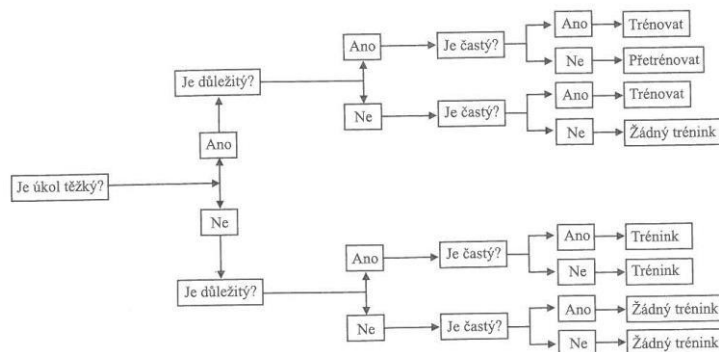 Ano
Je častý?
Ano
Trénovat
Ne
Přetrénovat
Je důležitý?
Ne
Je častý?
Ano
Trénovat
Ne
Žádný trénink
Ano
Je úkol těžký?
Ne
Je důležitý?
Ano
Je častý?
Ano
Trénink
Ne
Trénink
Ne
Je častý?
Ano
Žádný trénink
Ne
Žádný trénink